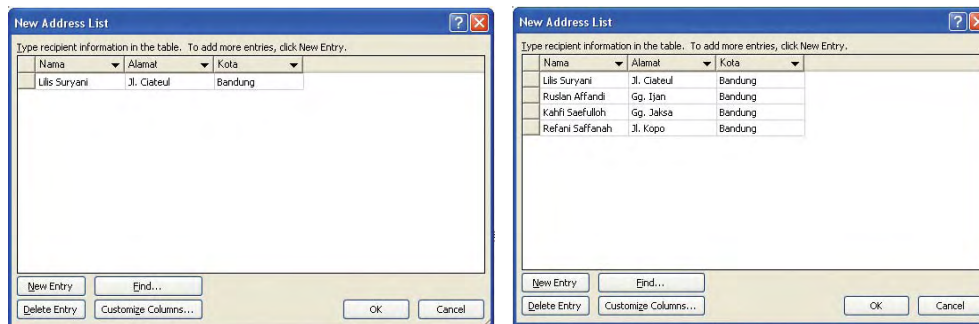 New Address List
Type recipient information in the table. To add more entries, click New Entry.
Nama Alamat Kota
Lilis Suryani Jl. Ciateul Bandung
New Entry Find...
Delete Entry Customize Columns... OK Cancel
New Address List
Type recipient information in the table. To add more entries, click New Entry.
Nama Alamat Kota
Lilis Suryani Jl. Ciateul Bandung
Ruslan Affandi Gg. Ijan Bandung
Kahfi Saefulloh Gg. Jaksa Bandung
Refani Saffanah Jl. Kopo Bandung
New Entry Find...
Delete Entry Customize Columns... OK Cancel